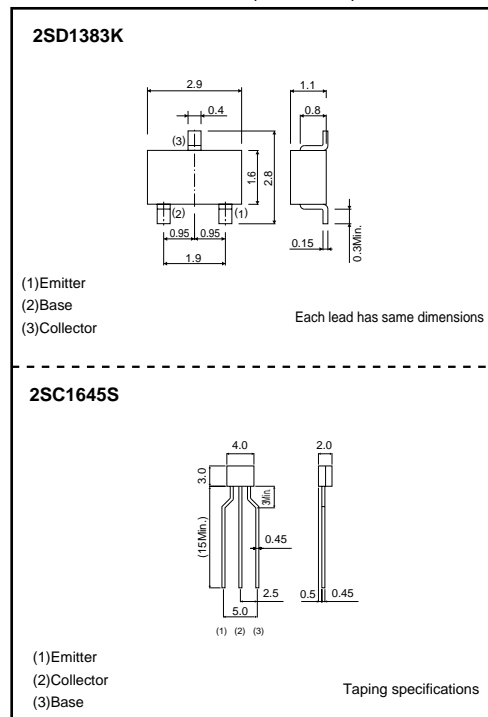 2SD1383K
2.9
1.1
0.4
0.8
(3)
1.6
2.8
(2)
(1)
0.95
0.95
0.15
0.3Min.
1.9
(1)Emitter
(2)Base
(3)Collector
Each lead has same dimensions
2SC1645S
4.0
2.0
3.0
3Min.
(15Min.)
0.45
2.5
0.5
0.45
5.0
(1) (2) (3)
(1)Emitter
(2)Collector
(3)Base
Taping specifications